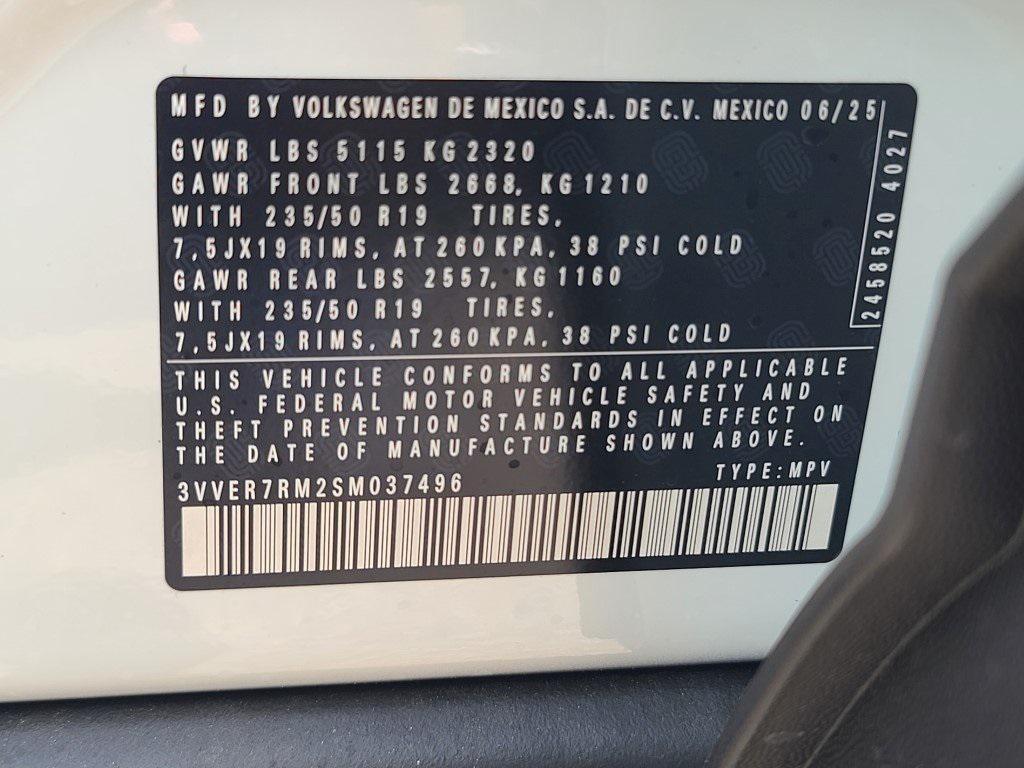 MFD BY VOLKSWAGEN DE MEXICO S.A. DE C.V. MEXICO 06/25
GVWR LBS 5115 KG 2320
GAWR FRONT LBS 2668, KG 1210
WITH 235/50 R19 TIRES,
7,5JX19 RIMS, AT 260 KPA, 38 PSI COLD
GAWR REAR LBS 2557, KG 1160
WITH 235/50 R19 TIRES,
7,5JX19 RIMS, AT 260 KPA, 38 PSI COLD
2458520 4027
THIS VEHICLE CONFORMS TO ALL APPLICABLE
U.S. FEDERAL MOTOR VEHICLE SAFETY AND
THEFT PREVENTION STANDARDS IN EFFECT ON
THE DATE OF MANUFACTURE SHOWN ABOVE.
TYPE: MPV
3VVER7RM2SM037496